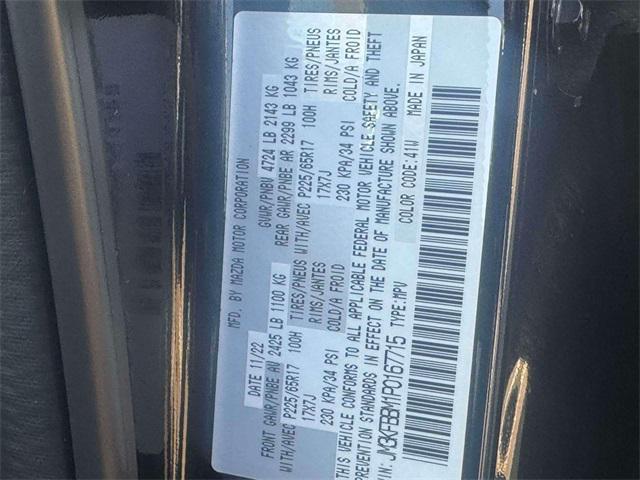 MFD. BY MAZDA MOTOR CORPORATION
DATE 11/22 GVWR/PNBV 4724 LB 2143 KG
FRONT GAWR/PNBE AV 2425 LB 1100 KG REAR GAWR/PNBE AR 2299 LB 1043 KG
WITH/AVEC P225/65R17 100H TIRES/PNEUS WITH/AVEC P225/65R17 100H TIRES/PNEUS
17X7J RIMS/JANTES 17X7J RIMS/JANTES
230 KPA/34 PSI COLD/A FROID 230 KPA/34 PSI COLD/A FROID
THIS VEHICLE CONFORMS TO ALL APPLICABLE FEDERAL MOTOR VEHICLE SAFETY AND THEFT
PREVENTION STANDARDS IN EFFECT ON THE DATE OF MANUFACTURE SHOWN ABOVE.
VIN: JM3KFBBM1P0167715 TYPE:MPV COLOR CODE:41W MADE IN JAPAN